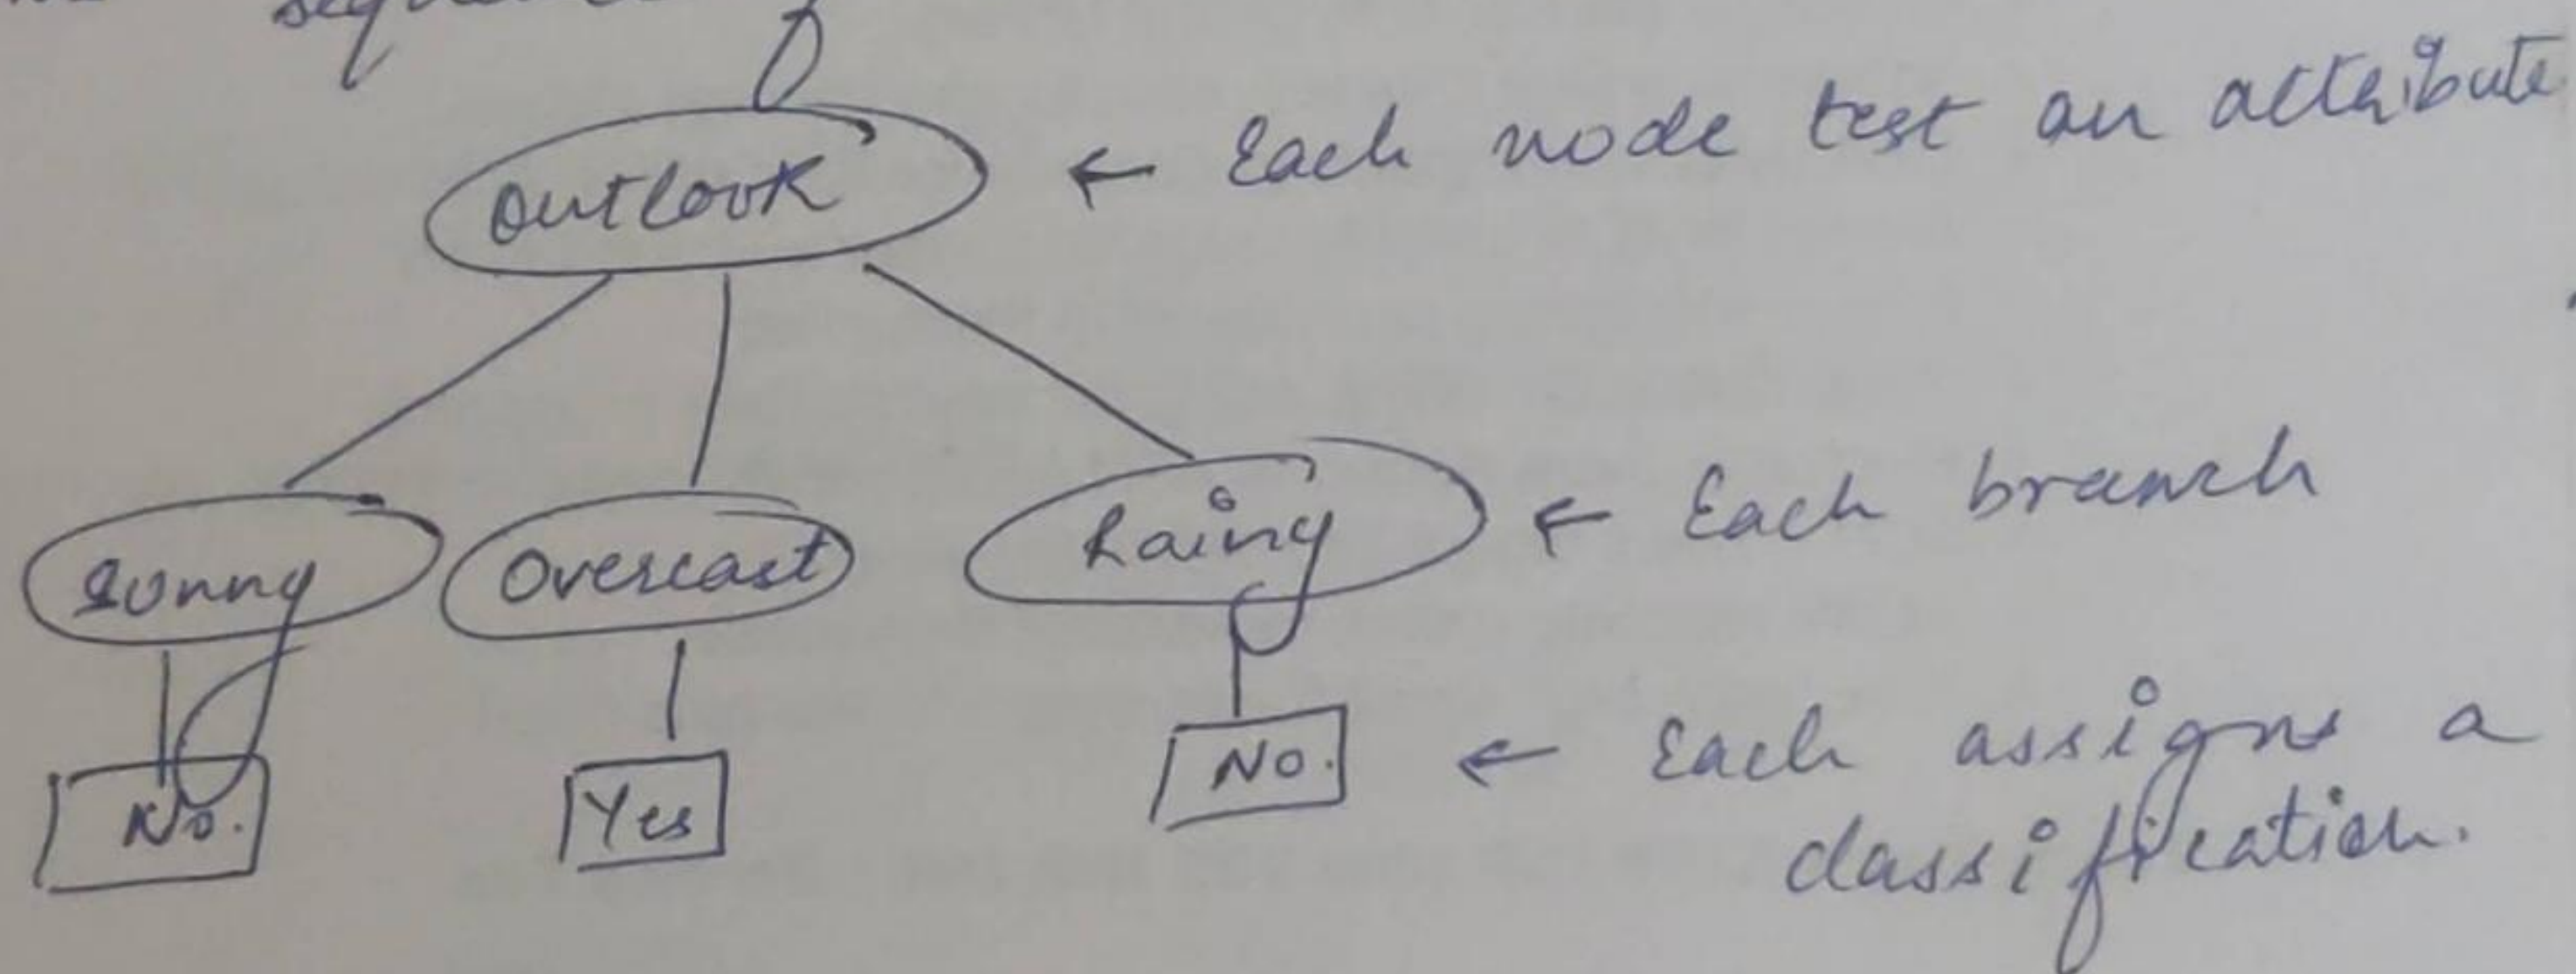 Outlook ← Each node test an attribute
Sunny Overcast Rainy ← Each branch
No. Yes No. ← Each assigns a
classification.